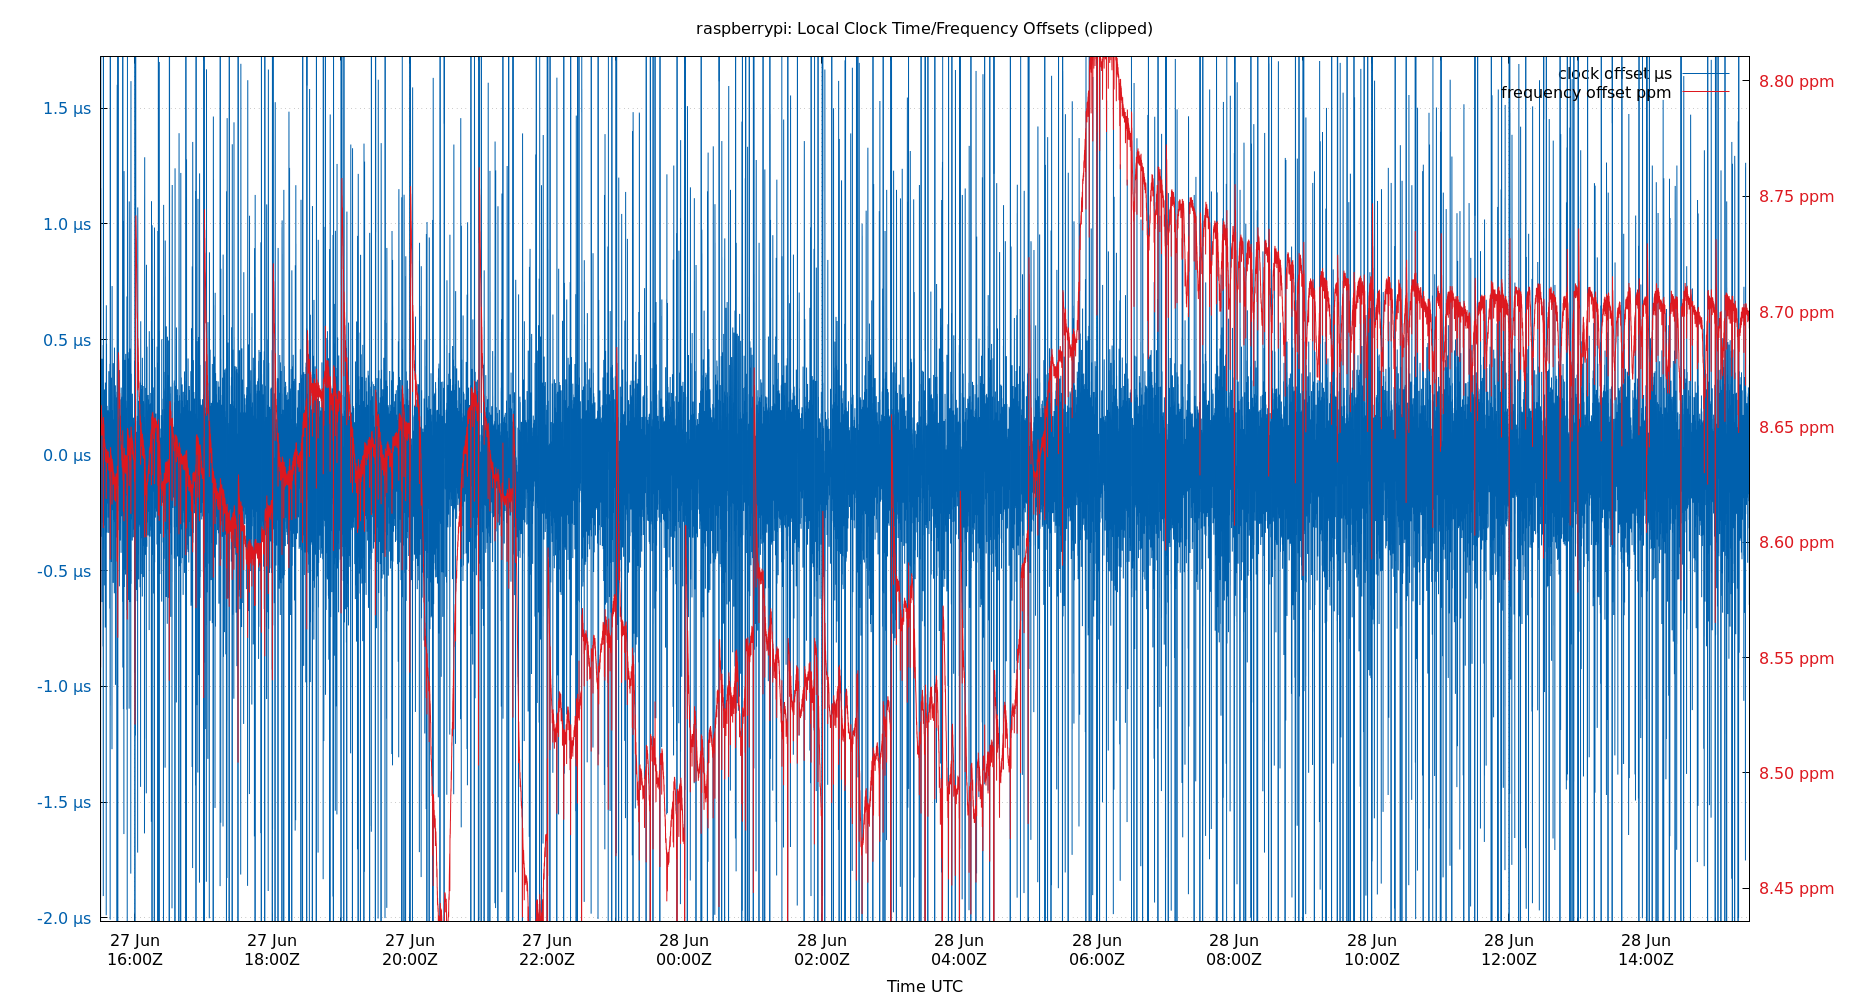 raspberrypi: Local Clock Time/Frequency Offsets (clipped)
clock offset µs
frequency offset ppm
1.5 µs
1.0 µs
0.5 µs
0.0 µs
-0.5 µs
-1.0 µs
-1.5 µs
-2.0 µs
8.80 ppm
8.75 ppm
8.70 ppm
8.65 ppm
8.60 ppm
8.55 ppm
8.50 ppm
8.45 ppm
27 Jun 27 Jun 27 Jun 27 Jun 28 Jun 28 Jun 28 Jun 28 Jun 28 Jun 28 Jun 28 Jun 28 Jun
16:00Z 18:00Z 20:00Z 22:00Z 00:00Z 02:00Z 04:00Z 06:00Z 08:00Z 10:00Z 12:00Z 14:00Z
Time UTC